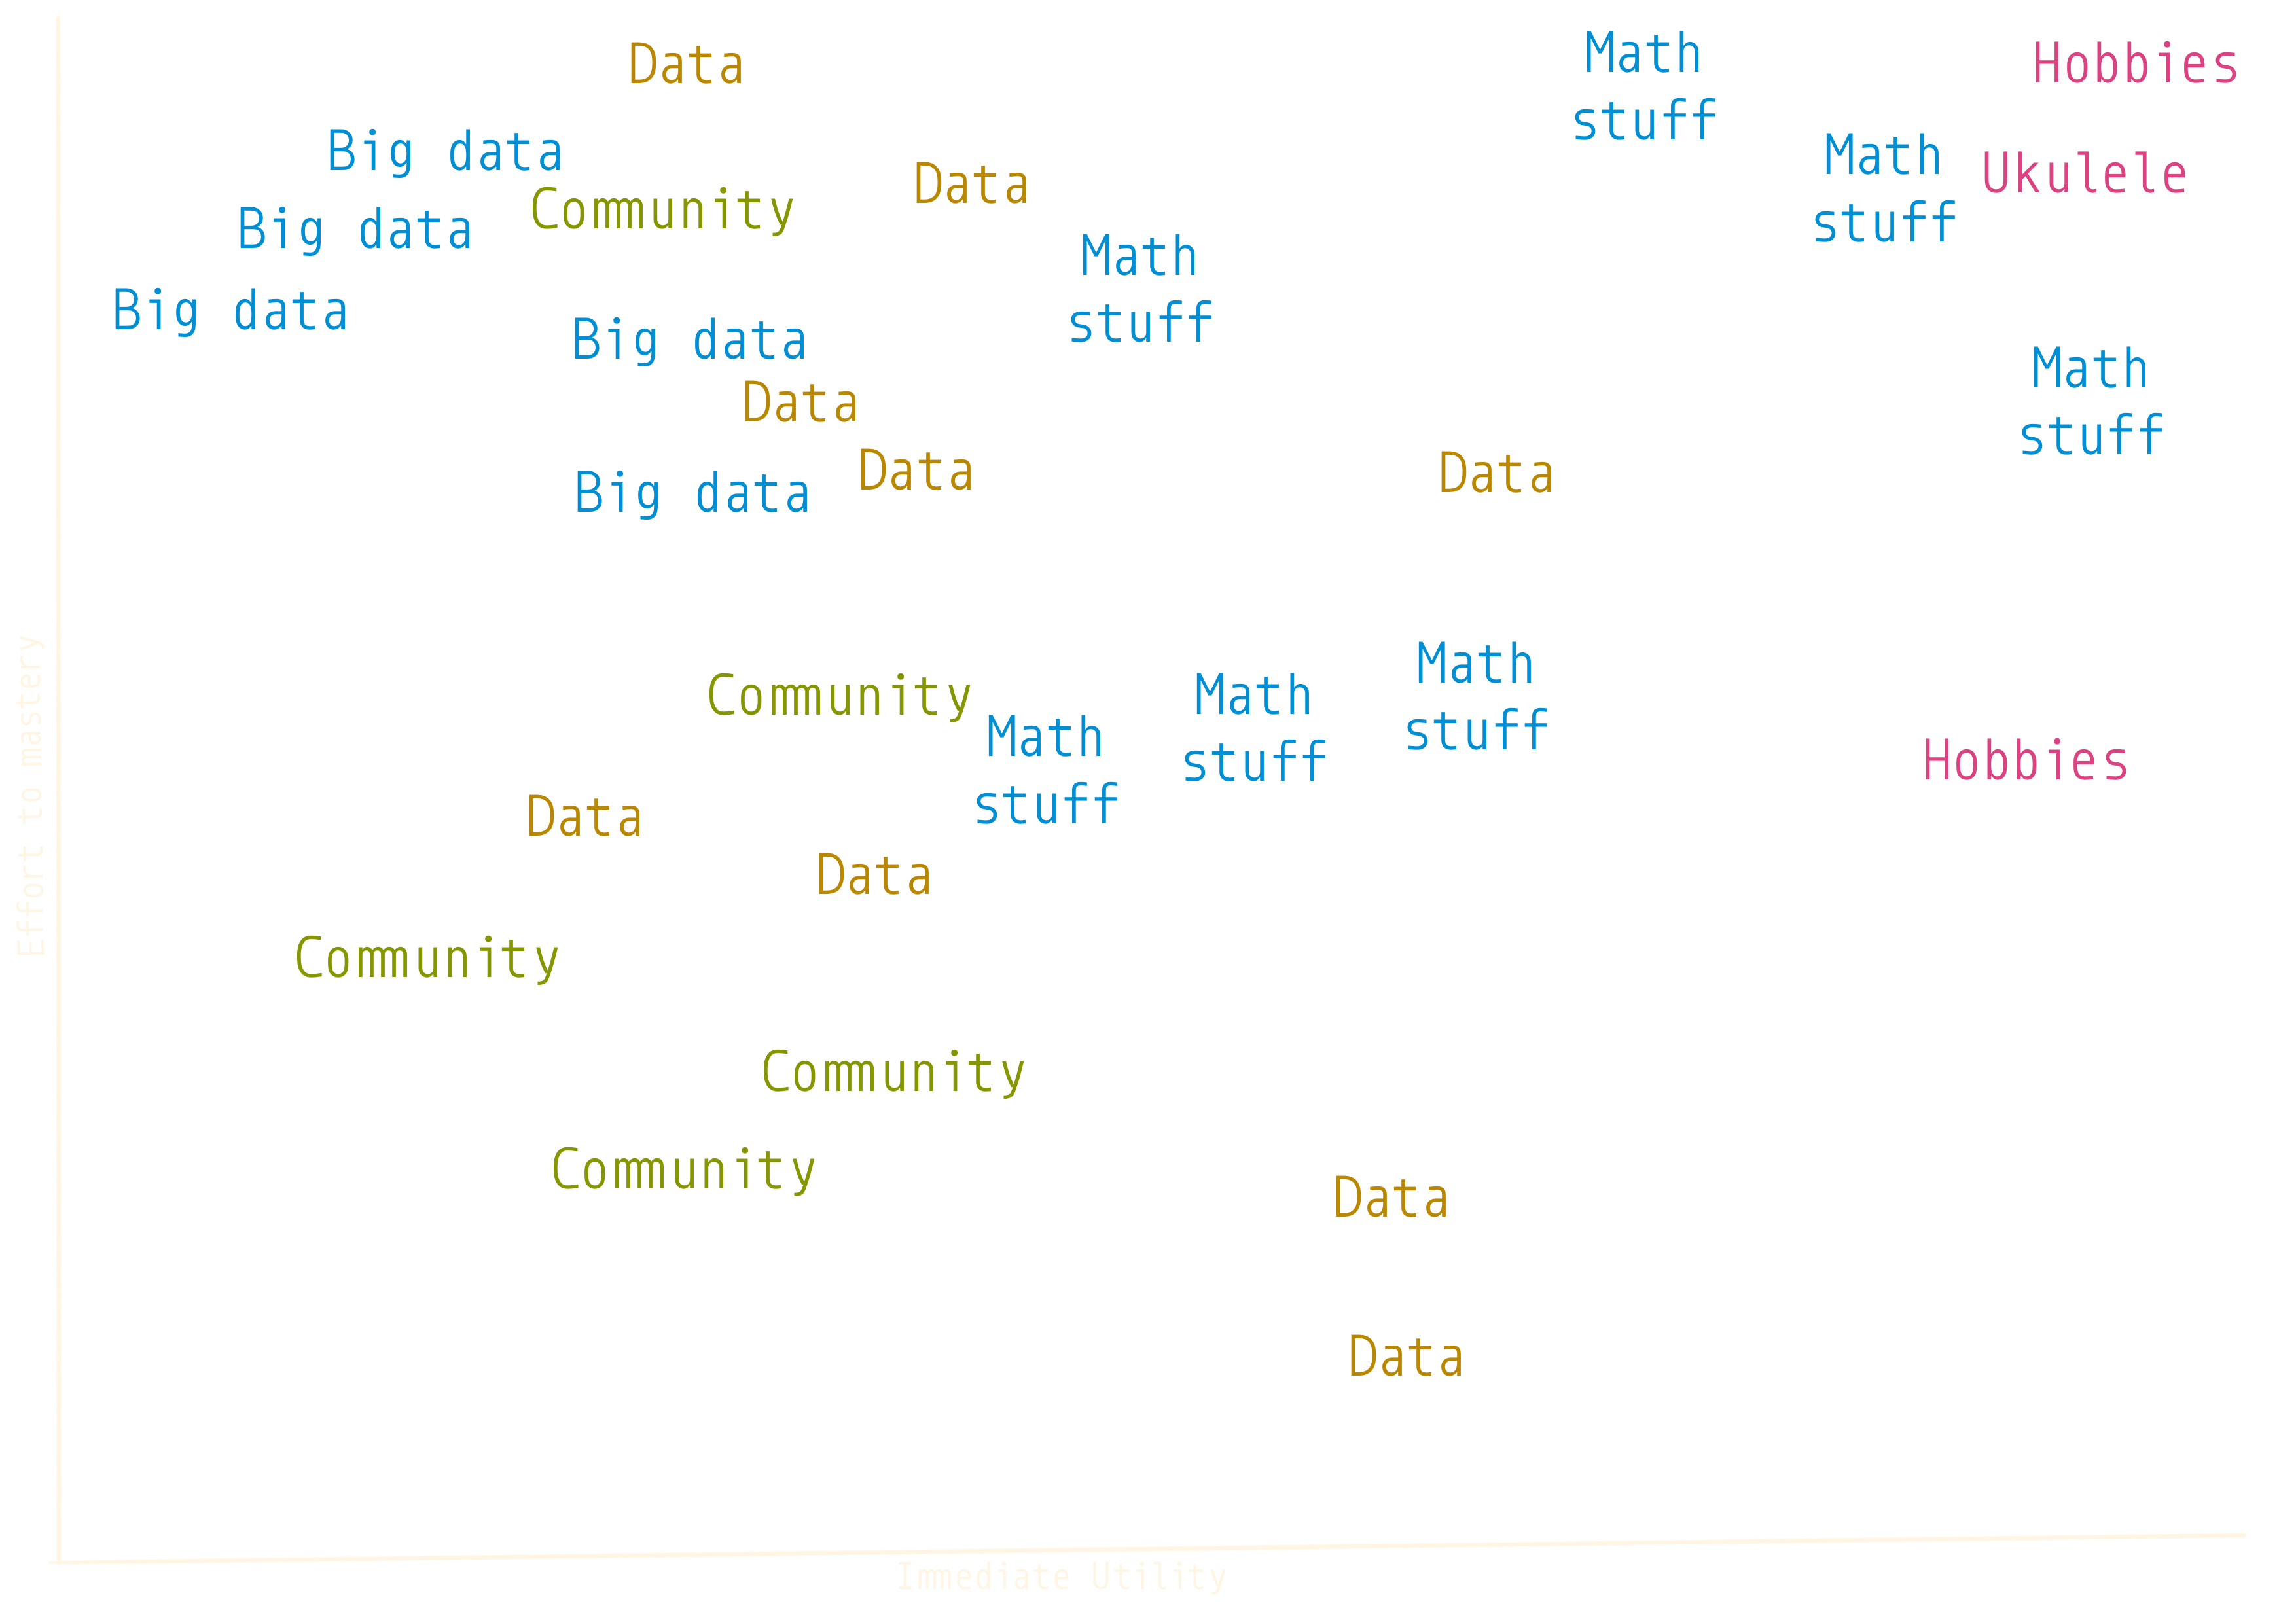 Data
Math
stuff
Hobbies
Big data
Math
stuff
Ukulele
Data
Community
Big data
Math
stuff
Big data
Big data
Math
stuff
Data
Data
Data
Big data
Math
stuff
Community
Math
stuff
Math
stuff
Hobbies
Data
Data
Effort to mastery
Community
Community
Community
Data
Data
Immediate Utility